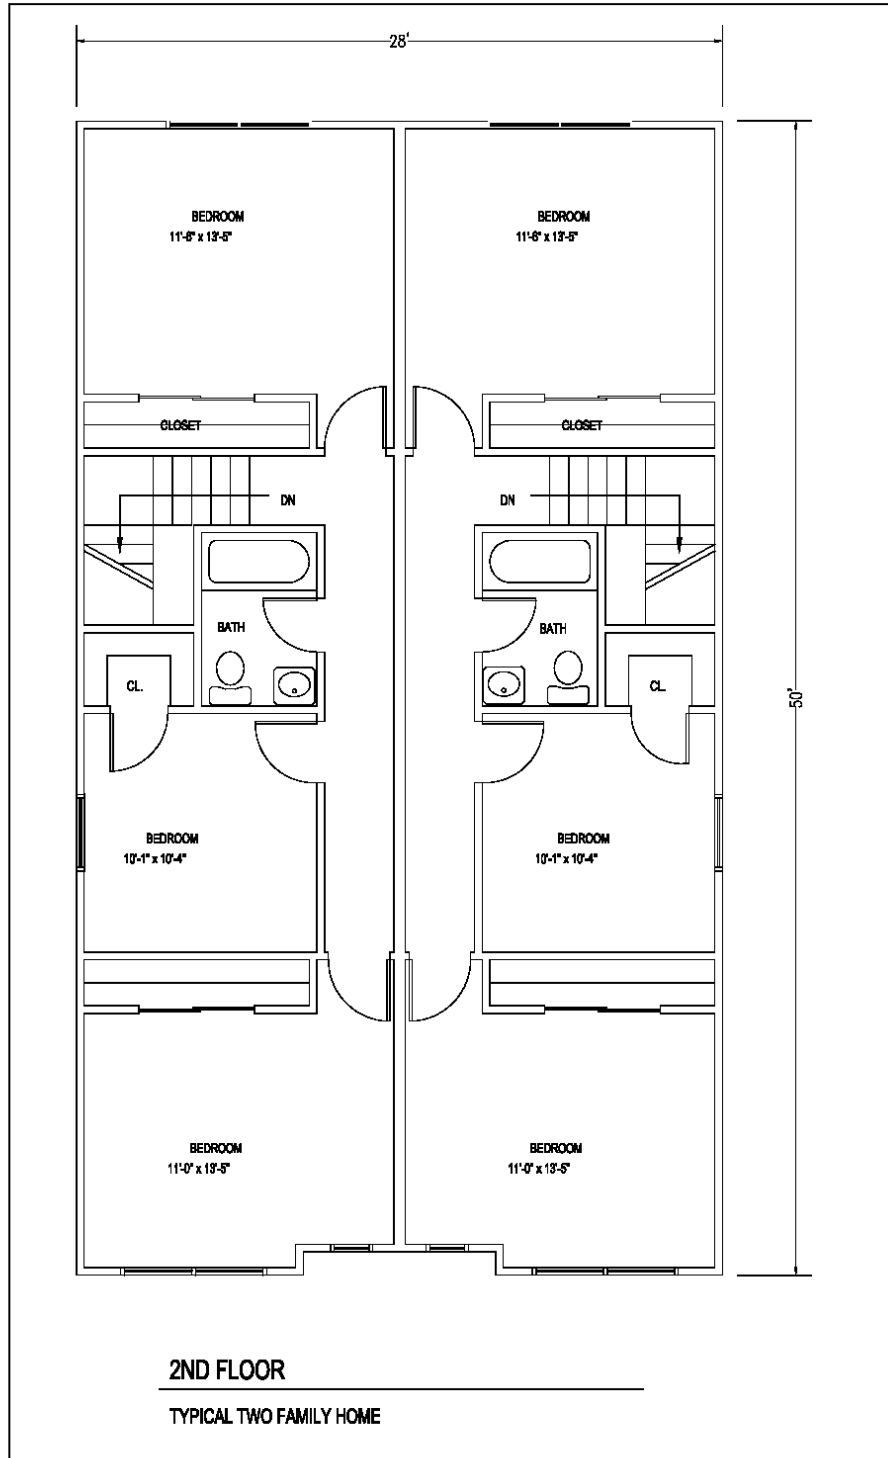 28'
BEDROOM
11'-6" x 13'-5"
BEDROOM
11'-6" x 13'-5"
CLOSET
CLOSET
DN
DN
BATH
BATH
CL.
CL.
50'
BEDROOM
10'-1" x 10'-4"
BEDROOM
10'-1" x 10'-4"
BEDROOM
11'-0" x 13'-5"
BEDROOM
11'-0" x 13'-5"
2ND FLOOR
TYPICAL TWO FAMILY HOME